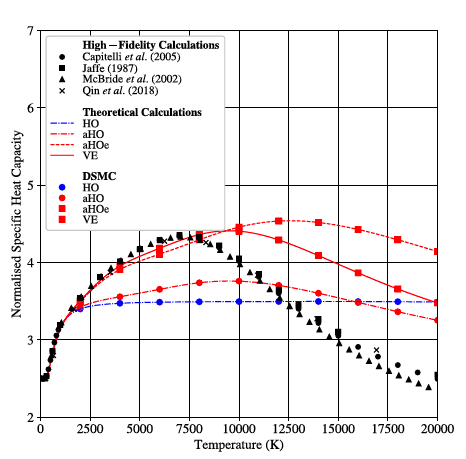 7
6
5
4
3
2
Normalised Specific Heat Capacity
High−Fidelity Calculations
Capitelli et al. (2005)
Jaffe (1987)
McBride et al. (2002)
Qin et al. (2018)
Theoretical Calculations
HO
aHO
aHOe
VE
DSMC
HO
aHO
aHOe
VE
0 2500 5000 7500 10000 12500 15000 17500 20000
Temperature (K)